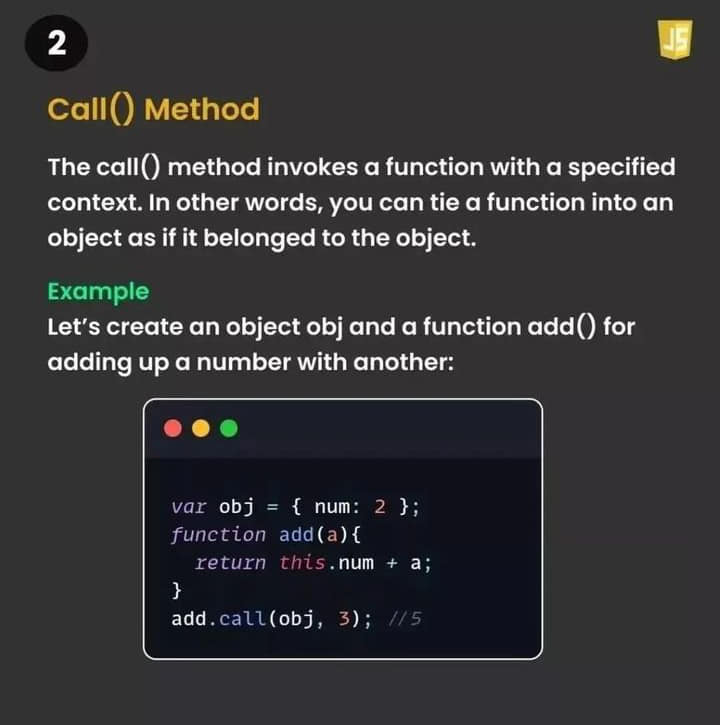 2
JS
Call() Method
The call() method invokes a function with a specified
context. In other words, you can tie a function into an
object as if it belonged to the object.
Example
Let’s create an object obj and a function add() for
adding up a number with another:
var obj = { num: 2 };
function add(a){
  return this.num + a;
}
add.call(obj, 3); //5